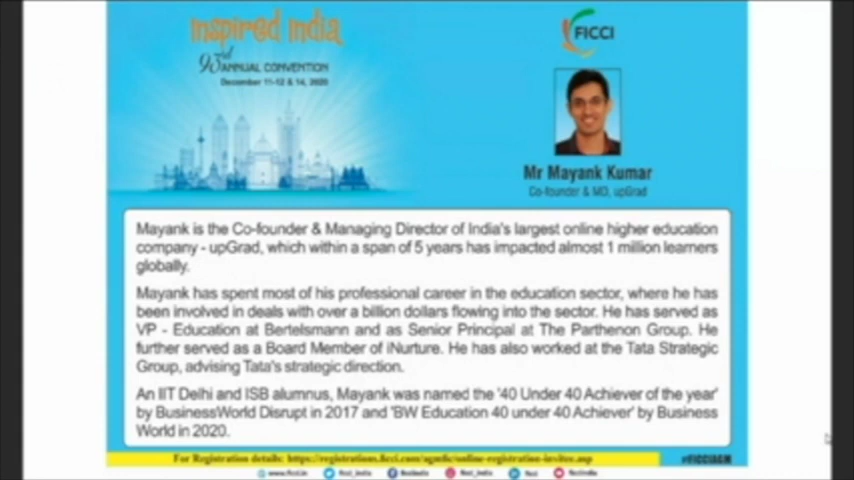 Inspired India
FICCI
93rd ANNUAL CONVENTION
December 11-12 & 14, 2020
Mr Mayank Kumar
Co-founder & MD, upGrad
Mayank is the Co-founder & Managing Director of India's largest online higher education
company - upGrad, which within a span of 5 years has impacted almost 1 million learners
globally.
Mayank has spent most of his professional career in the education sector, where he has
been involved in deals with over a billion dollars flowing into the sector. He has served as
VP - Education at Bertelsmann and as Senior Principal at The Parthenon Group. He
further served as a Board Member of iNurture. He has also worked at the Tata Strategic
Group, advising Tata's strategic direction.
An IIT Delhi and ISB alumnus, Mayank was named the '40 Under 40 Achiever of the year'
by BusinessWorld Disrupt in 2017 and 'BW Education 40 under 40 Achiever' by Business
World in 2020.
For Registration details: https://registrations.ficci.com/agmfic/online-registration-invitee.asp
#FICCIAGM
www.ficci.in ficci_india ficciindia ficci_india ficci ficciindia